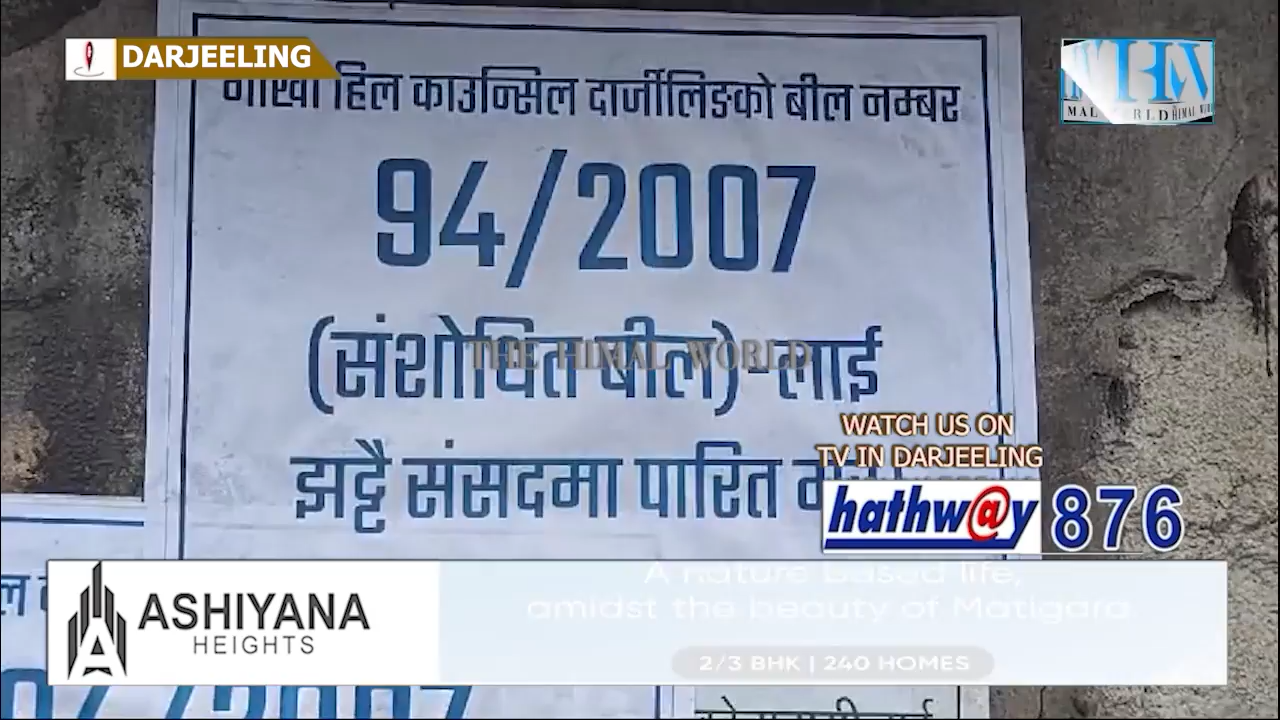 DARJEELING
गोर्खा हिल काउन्सिल दार्जीलिङको बील नम्बर
94/2007
(संशोधित बील)-लाई
THE HIMAL WORLD
झट्टै संसदमा पारित
WATCH US ON
TV IN DARJEELING
hathw@y 876
ASHIYANA
HEIGHTS
A nature based life,
amidst the beauty of Matigara
2/3 BHK | 240 HOMES